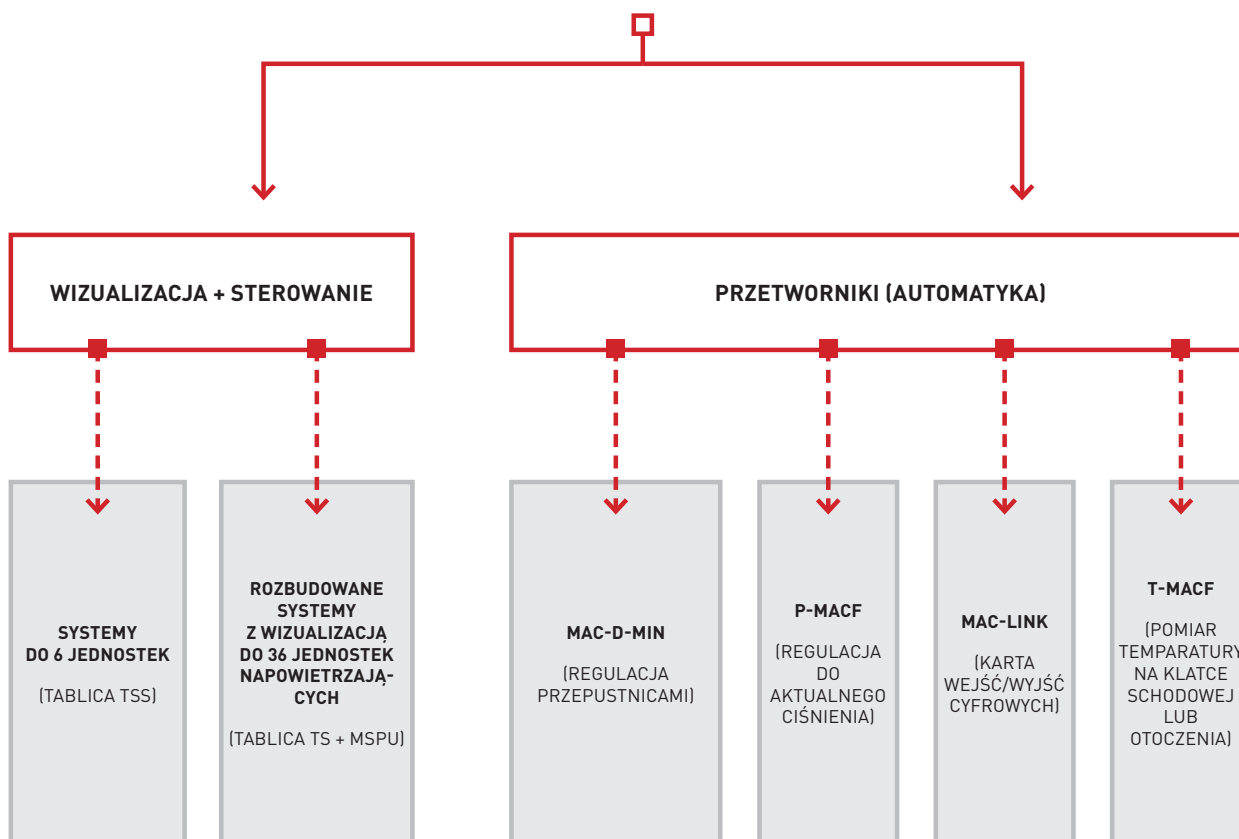 WIZUALIZACJA + STEROWANIE
PRZETWORNIKI (AUTOMATYKA)
SYSTEMY
DO 6 JEDNOSTEK
(TABLICA TSS)
ROZBUDOWANE
SYSTEMY
Z WIZUALIZACJĄ
DO 36 JEDNOSTEK
NAPOWIETRZAJĄ-
CYCH
(TABLICA TS + MSPU)
MAC-D-MIN
(REGULACJA
PRZEPUSTNICAMI)
P-MACF
(REGULACJA
DO
AKTUALNEGO
CIŚNIENIA)
MAC-LINK
(KARTA
WEJŚĆ/WYJŚĆ
CYFROWYCH)
T-MACF
(POMIAR
TEMPARATURY
NA KLATCE
SCHODOWEJ
LUB
OTOCZENIA)